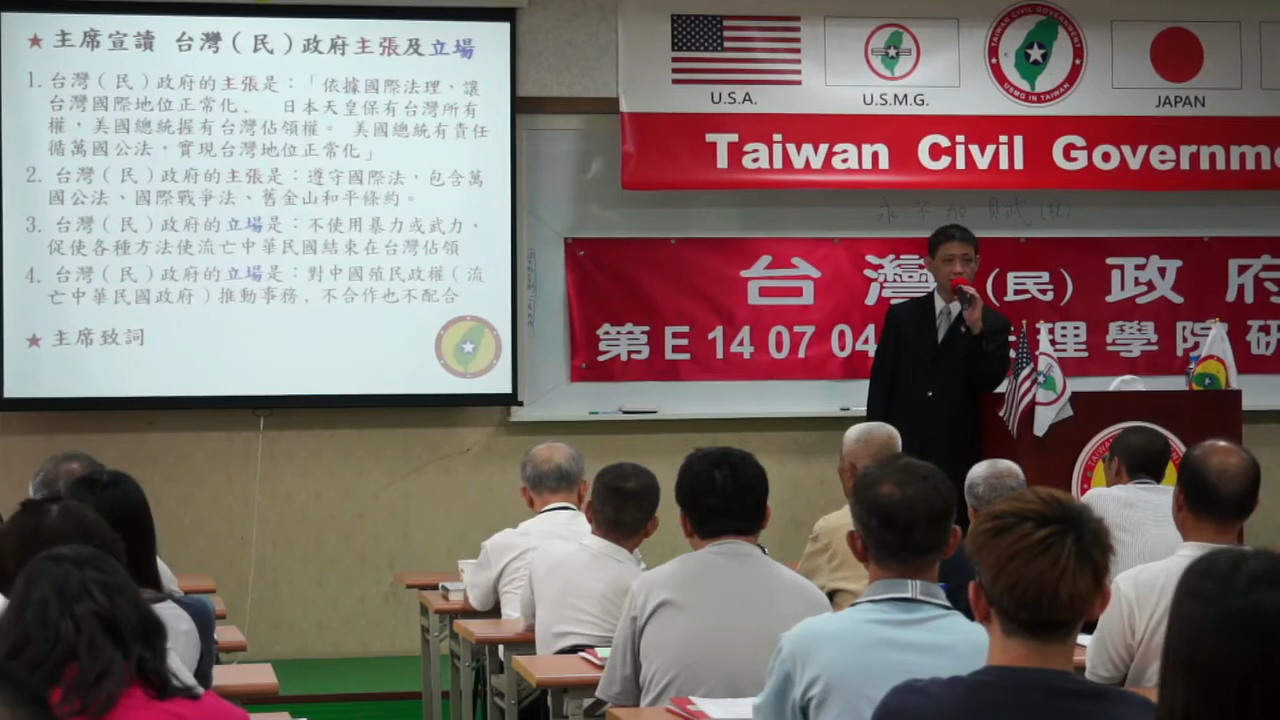 ★ 主席宣讀 台灣（民）政府主張及立場
1. 台灣（民）政府的主張是：「依據國際法理，讓
台灣國際地位正常化、 日本天皇保有台灣所有
權，美國總統握有台灣佔領權。 美國總統有責任
循萬國公法，實現台灣地位正常化」
2. 台灣（民）政府的主張是：遵守國際法，包含萬
國公法、國際戰爭法、舊金山和平條約。
3. 台灣（民）政府的立場是：不使用暴力或武力，
促使各種方法使流亡中華民國結束在台灣佔領
4. 台灣（民）政府的立場是：對中國殖民政權（流
亡中華民國政府）推動事務，不合作也不配合
★ 主席致詞
U.S.A.
U.S.M.G.
TAIWAN CIVIL GOVERNMENT
USMG IN TAIWAN
JAPAN
Taiwan Civil Governme
台灣（民）政府
第E 14 07 04 理學院研